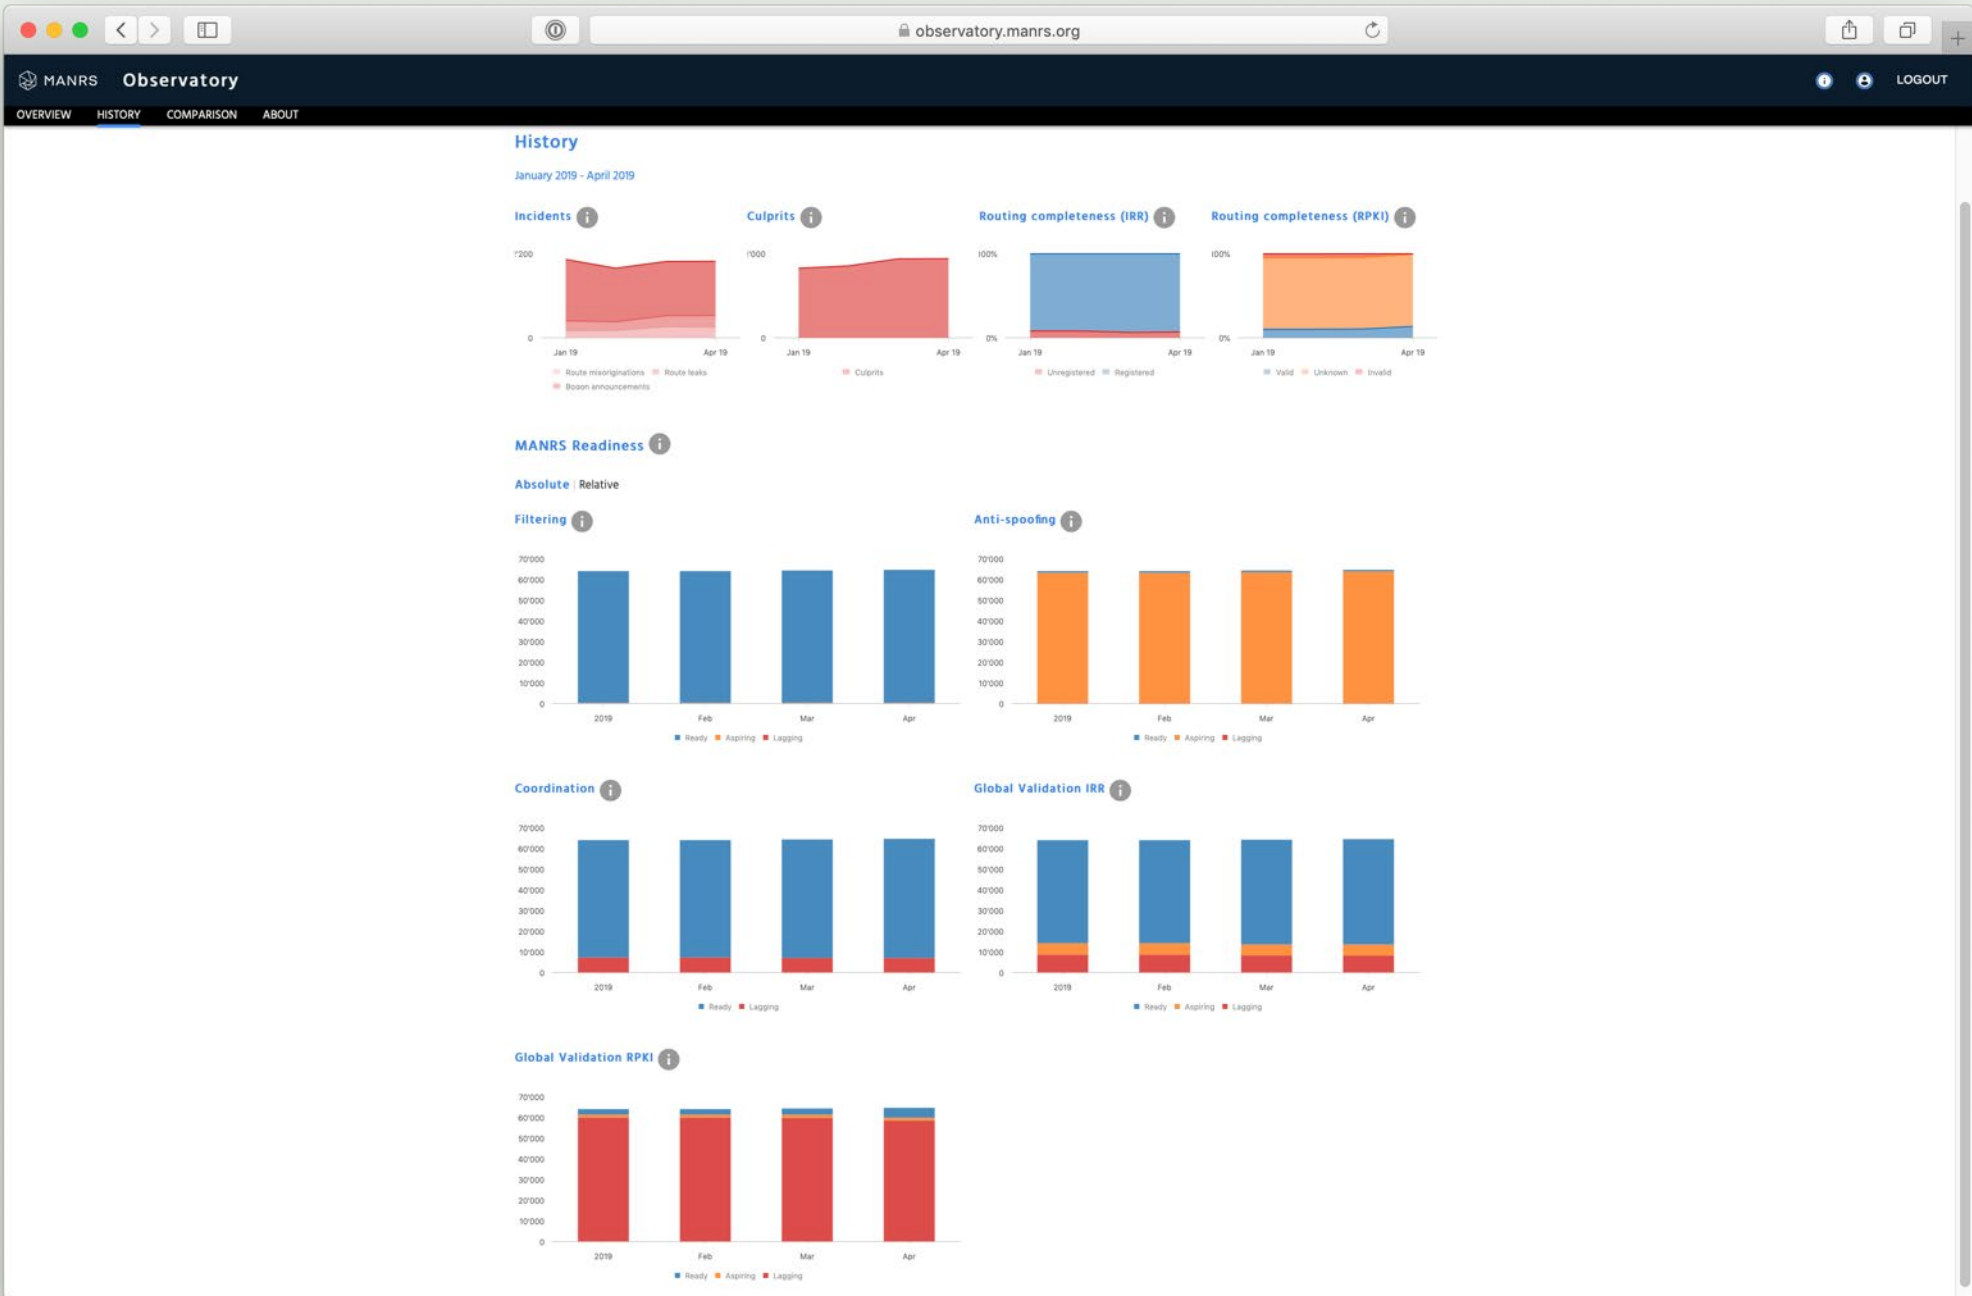 observatory.manrs.org
MANRS Observatory LOGOUT
OVERVIEW HISTORY COMPARISON ABOUT
History
January 2019 - April 2019
Incidents Culprits Routing completeness (IRR) Routing completeness (RPKI)
'200 '000 100% 100%
0 0 0% 0%
Jan 19 Apr 19 Jan 19 Apr 19 Jan 19 Apr 19 Jan 19 Apr 19
Route misoriginations Route leaks Culprits Unregistered Registered Valid Unknown Invalid
Bogon announcements
MANRS Readiness
Absolute | Relative
Filtering Anti-spoofing
70'000 70'000
60'000 60'000
50'000 50'000
40'000 40'000
30'000 30'000
20'000 20'000
10'000 10'000
0 0
2019 Feb Mar Apr 2019 Feb Mar Apr
Ready Aspiring Lagging Ready Aspiring Lagging
Coordination Global Validation IRR
70'000 70'000
60'000 60'000
50'000 50'000
40'000 40'000
30'000 30'000
20'000 20'000
10'000 10'000
0 0
2019 Feb Mar Apr 2019 Feb Mar Apr
Ready Lagging Ready Aspiring Lagging
Global Validation RPKI
70'000
60'000
50'000
40'000
30'000
20'000
10'000
0
2019 Feb Mar Apr
Ready Aspiring Lagging